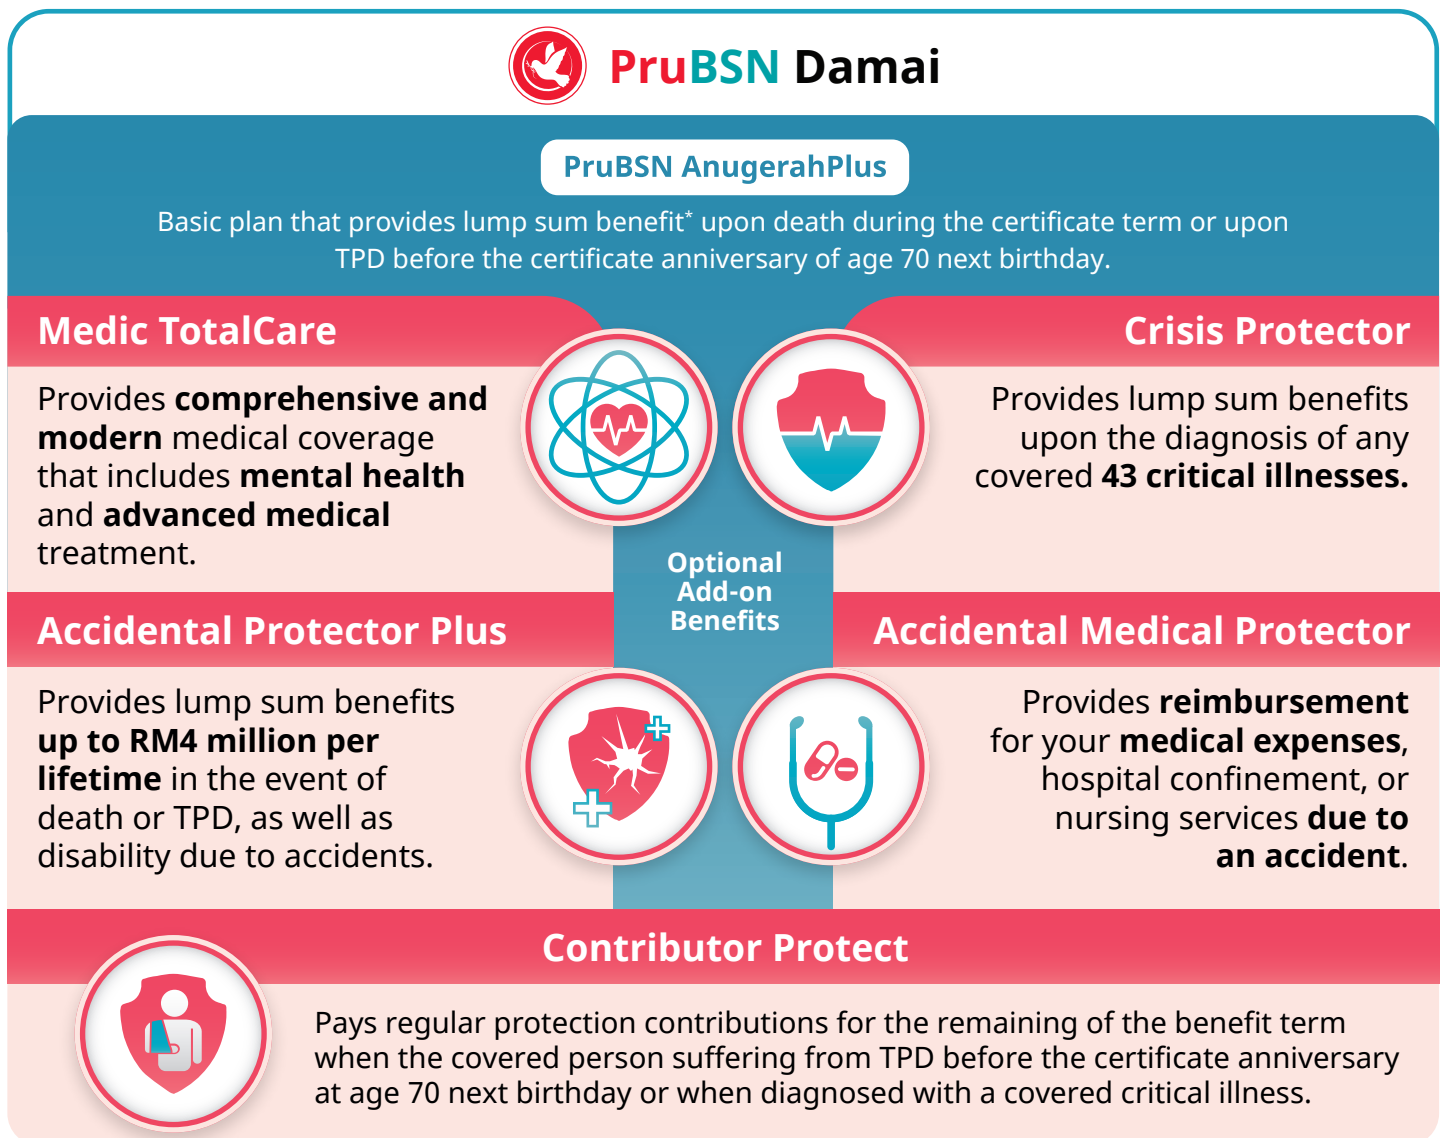 PruBSN Damai
PruBSN AnugerahPlus
Basic plan that provides lump sum benefit* upon death during the certificate term or upon
TPD before the certificate anniversary of age 70 next birthday.
Medic TotalCare
Provides comprehensive and
modern medical coverage
that includes mental health
and advanced medical
treatment.
Crisis Protector
Provides lump sum benefits
upon the diagnosis of any
covered 43 critical illnesses.
Optional
Add-on
Benefits
Accidental Protector Plus
Provides lump sum benefits
up to RM4 million per
lifetime in the event of
death or TPD, as well as
disability due to accidents.
Accidental Medical Protector
Provides reimbursement
for your medical expenses,
hospital confinement, or
nursing services due to
an accident.
Contributor Protect
Pays regular protection contributions for the remaining of the benefit term
when the covered person suffering from TPD before the certificate anniversary
at age 70 next birthday or when diagnosed with a covered critical illness.